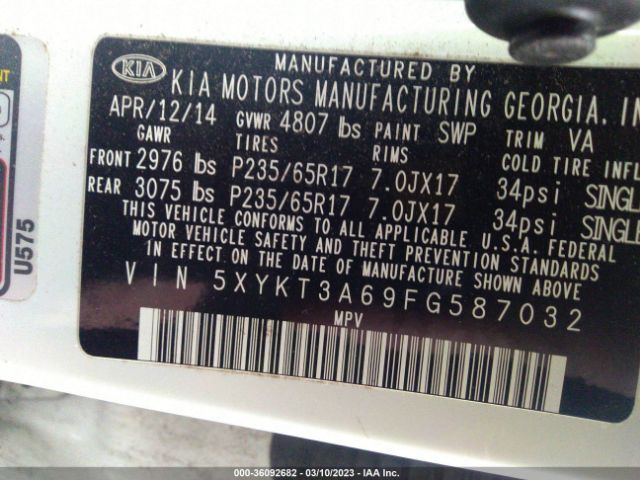 MANUFACTURED BY
KIA KIA MOTORS MANUFACTURING GEORGIA, IN
APR/12/14 GVWR 4807 lbs PAINT SWP TRIM VA
GAWR TIRES RIMS COLD TIRE INFL
FRONT 2976 lbs P235/65R17 7.0JX17 34psi SINGLE
REAR 3075 lbs P235/65R17 7.0JX17 34psi SINGLE
THIS VEHICLE CONFORMS TO ALL APPLICABLE U.S.A. FEDERAL
MOTOR VEHICLE SAFETY AND THEFT PREVENTION STANDARDS
IN EFFECT ON THE DATE OF MANUFACTURE SHOWN ABOVE
VIN 5XYKT3A69FG587032
MPV
U575
000-36092682 — 03/10/2023 — IAA Inc.